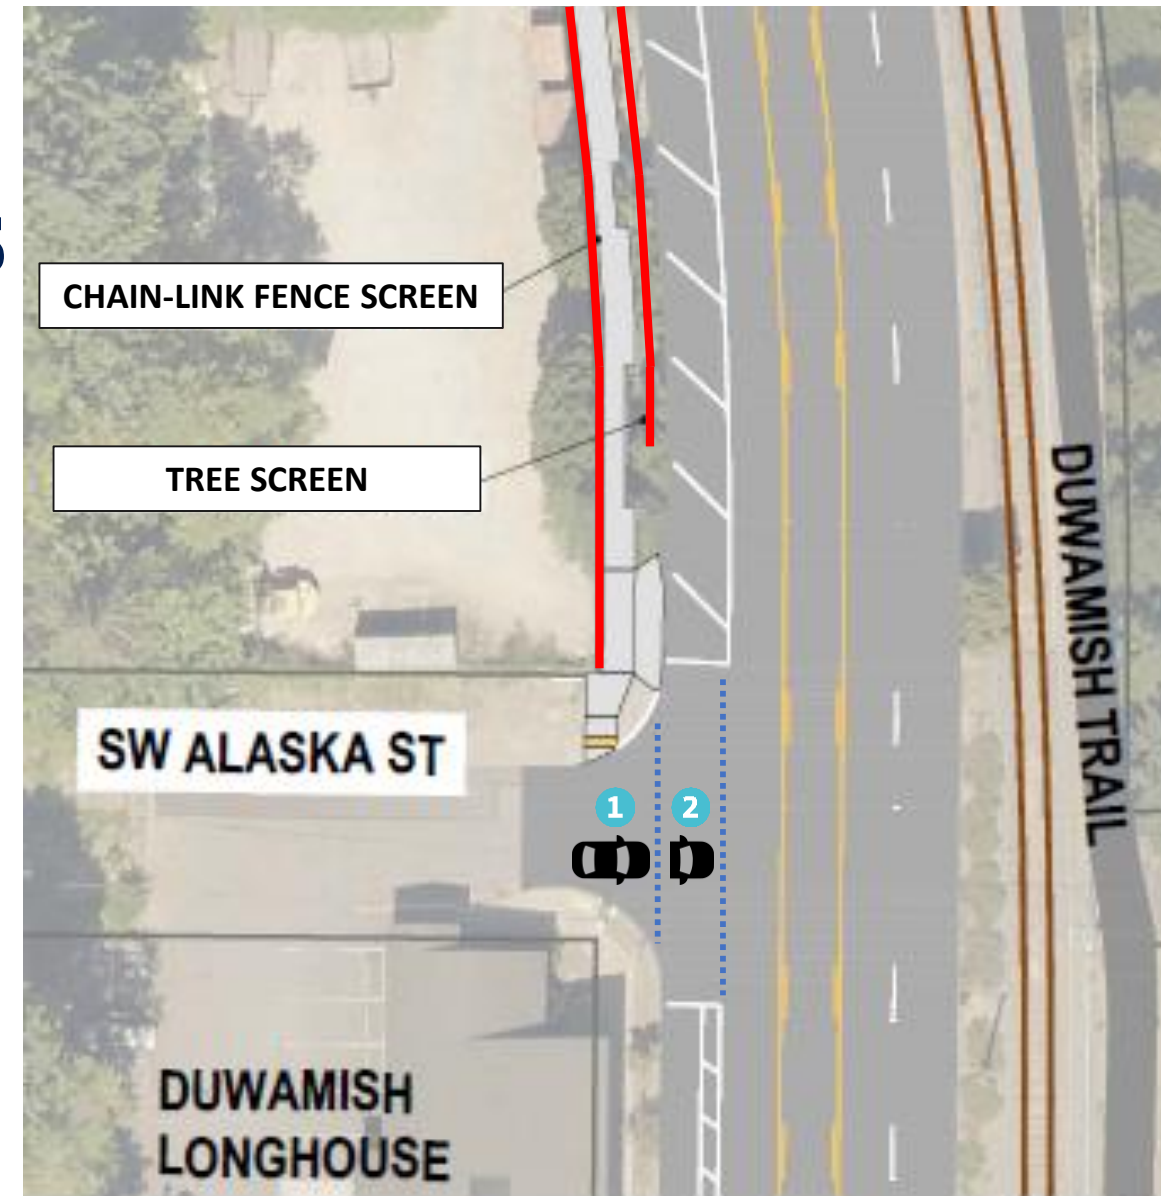 CHAIN-LINK FENCE SCREEN
TREE SCREEN
DUWAMISH TRAIL
SW ALASKA ST
1
2
DUWAMISH
LONGHOUSE